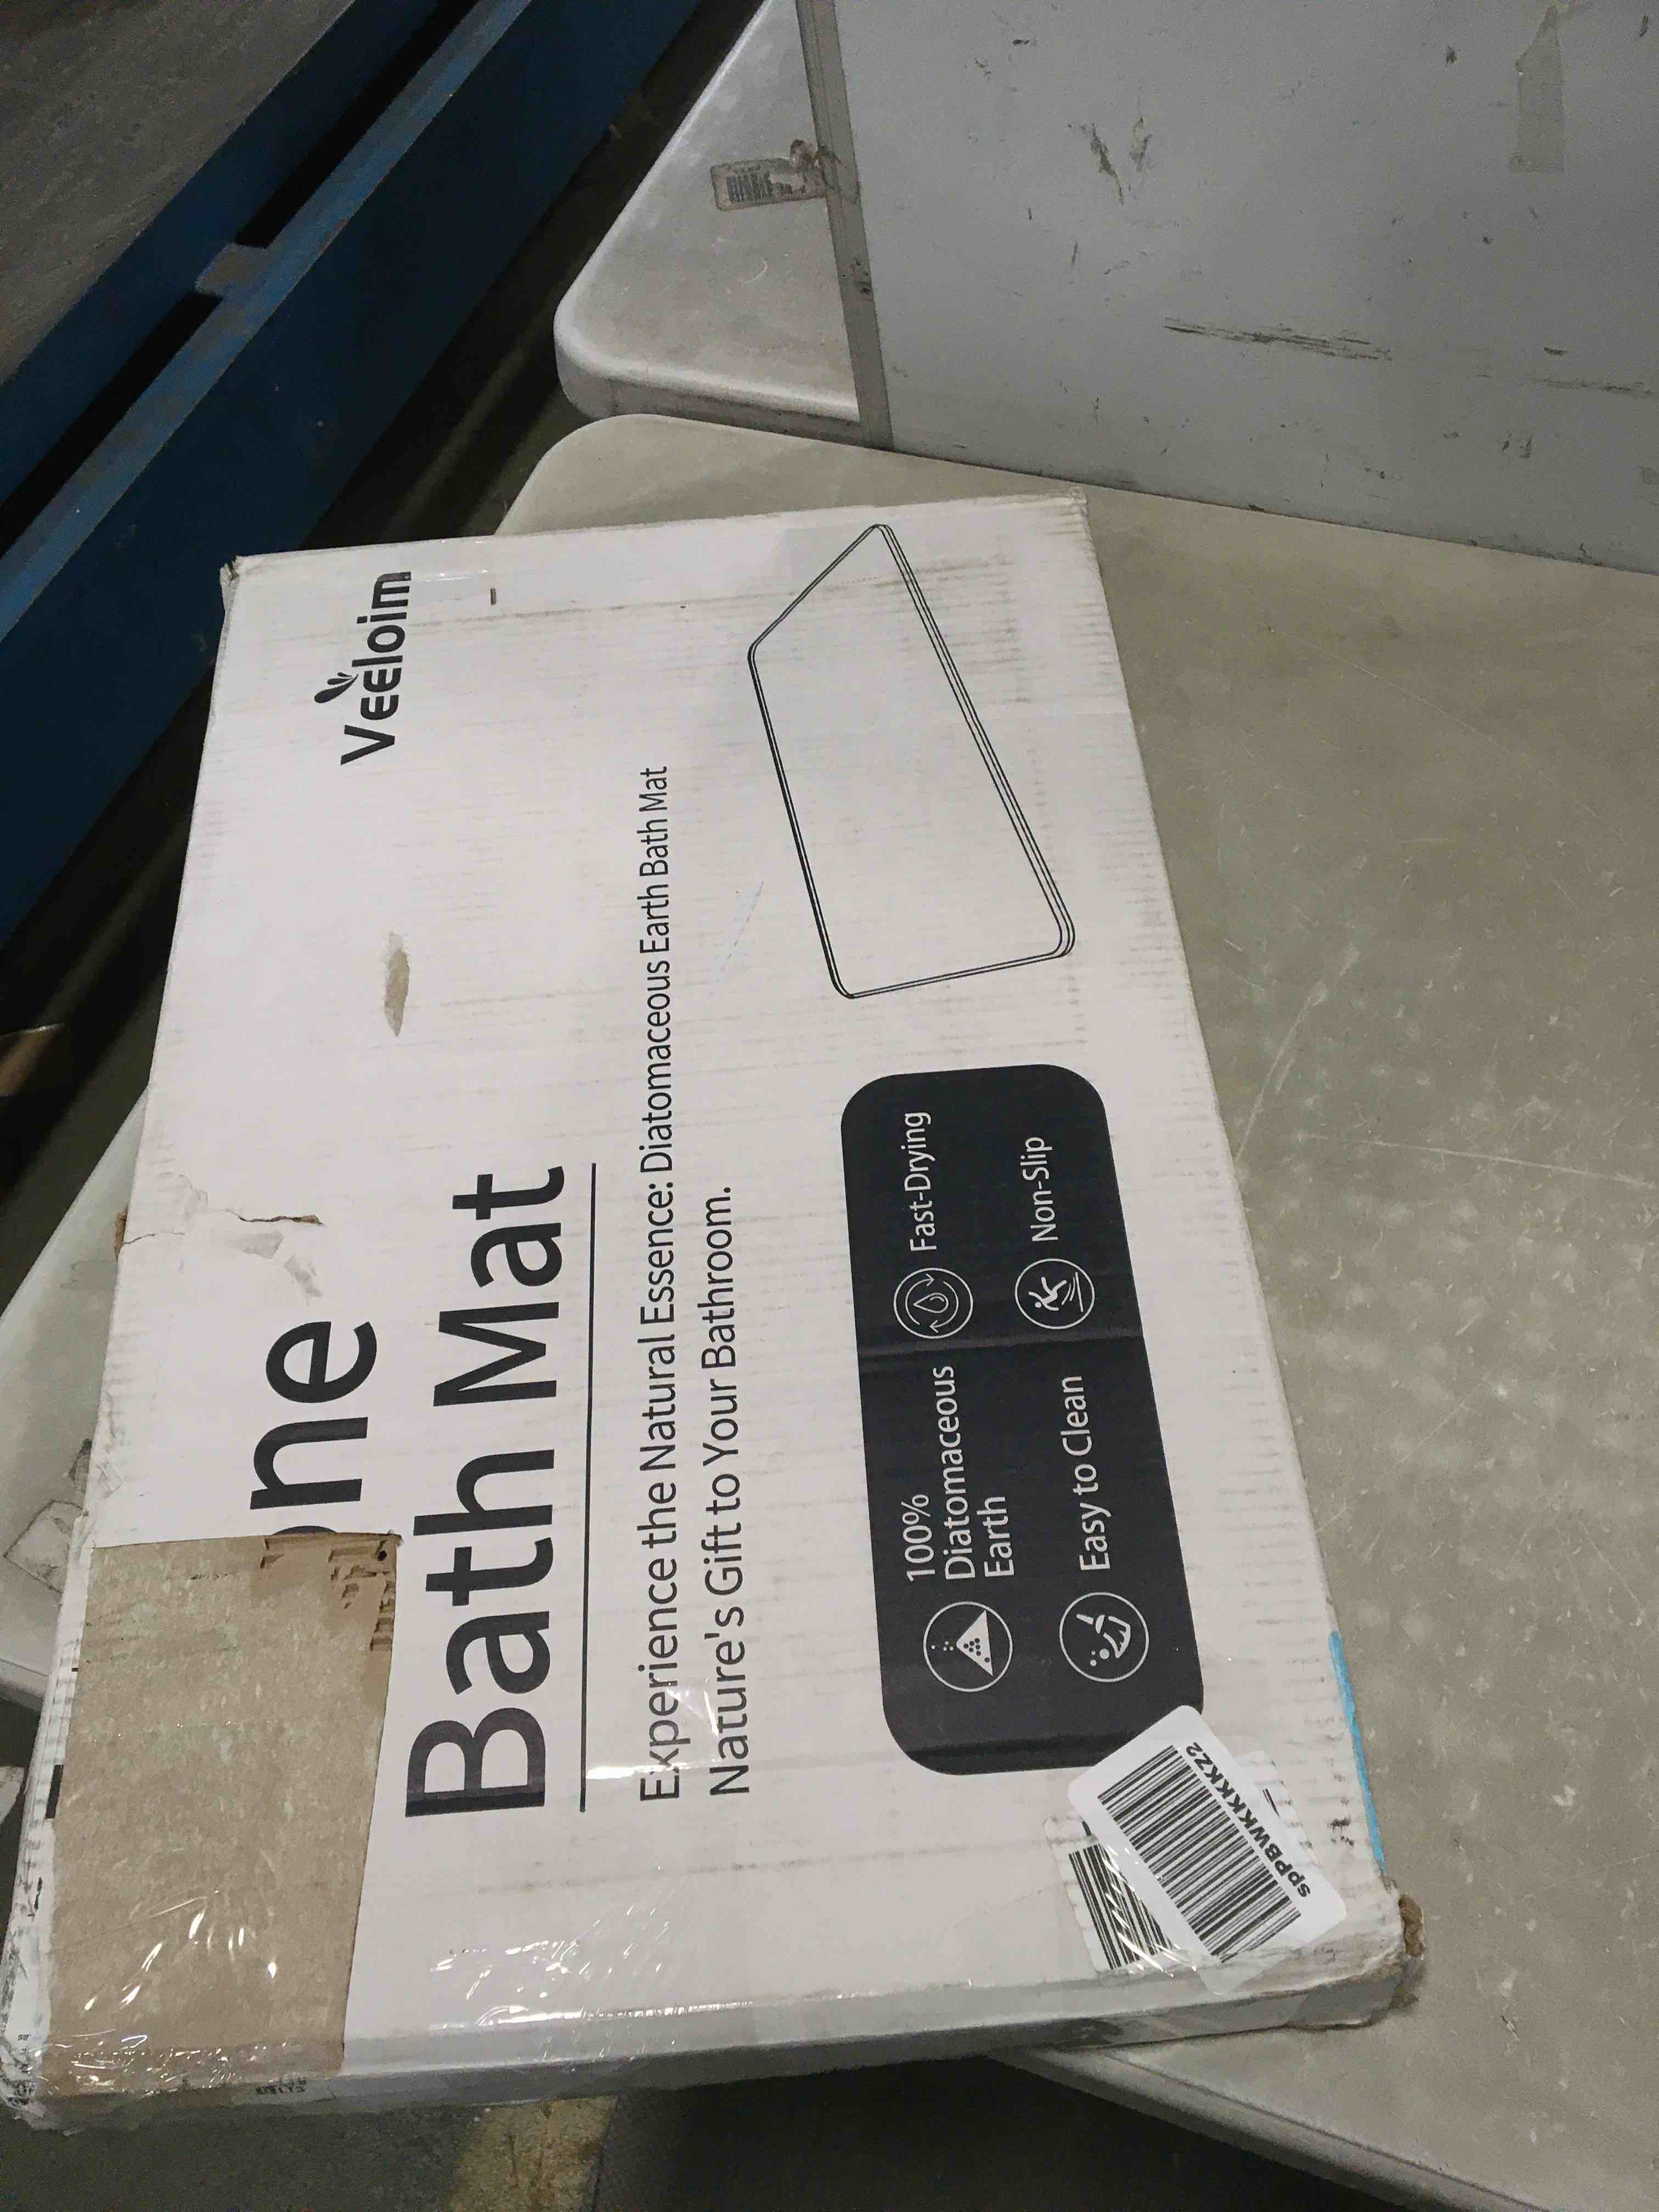 Veeloim
ne
Bath Mat
Experience the Natural Essence: Diatomaceous Earth Bath Mat
Nature's Gift to Your Bathroom.
100%
Diatomaceous
Earth
Fast-Drying
Easy to Clean
Non-Slip
spPBWKKKKZ2